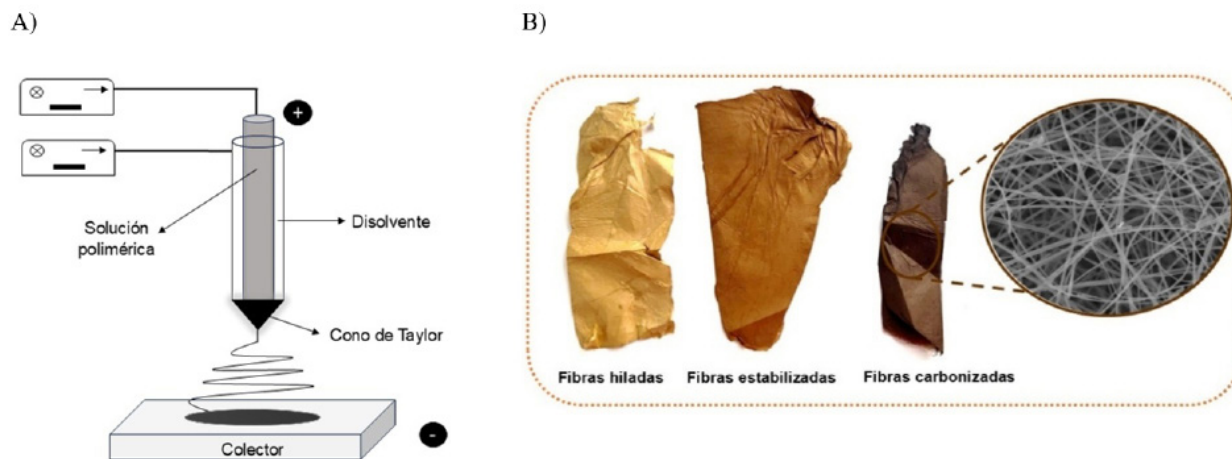 A)
B)
+
Solución
polimérica
Disolvente
Cono de Taylor
Colector
-
Fibras hiladas
Fibras estabilizadas
Fibras carbonizadas